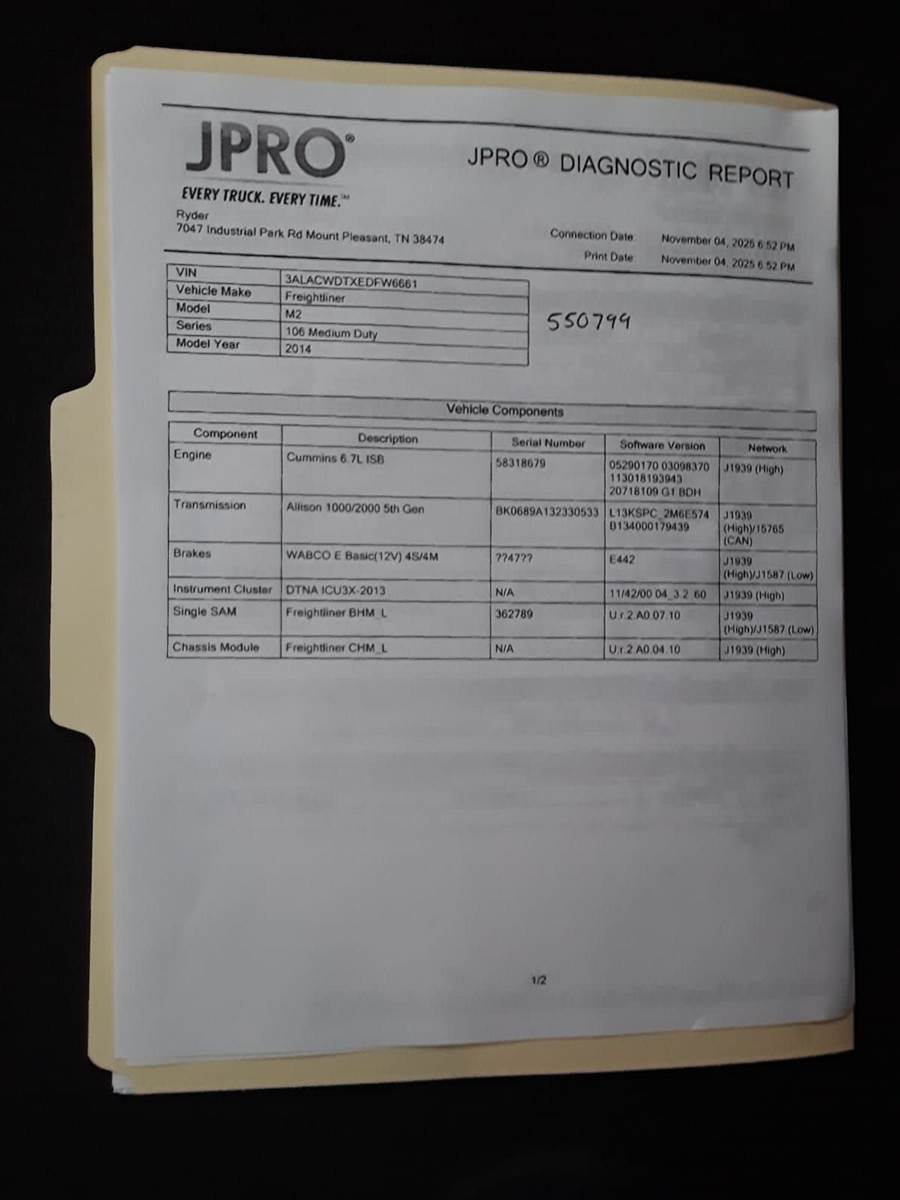 JPRO®
JPRO® DIAGNOSTIC REPORT
EVERY TRUCK. EVERY TIME.™
Ryder
7047 Industrial Park Rd Mount Pleasant, TN 38474
Connection Date November 04, 2025 6:52 PM
Print Date November 04, 2025 6:52 PM
VIN 3ALACWDTXEDFW6661
Vehicle Make Freightliner
Model M2
Series 106 Medium Duty
Model Year 2014
550799
Vehicle Components
Component Description Serial Number Software Version Network
Engine Cummins 6.7L ISB 58318679 05290170 03098370 J1939 (High)
113018193943
20718109 G1 BDH
Transmission Allison 1000/2000 5th Gen BK0689A132330533 L13KSPC_2M6E574 J1939
B134000179439 (High)/15765
(CAN)
Brakes WABCO E Basic(12V) 4S/4M ??4??? E442 J1939
(High)/J1587 (Low)
Instrument Cluster DTNA ICU3X-2013 N/A 11/42/00 04_3.2 60 J1939 (High)
Single SAM Freightliner BHM_L 362789 U.r.2.A0.07.10 J1939
(High)/J1587 (Low)
Chassis Module Freightliner CHM_L N/A U.r.2.A0.04.10 J1939 (High)
1/2